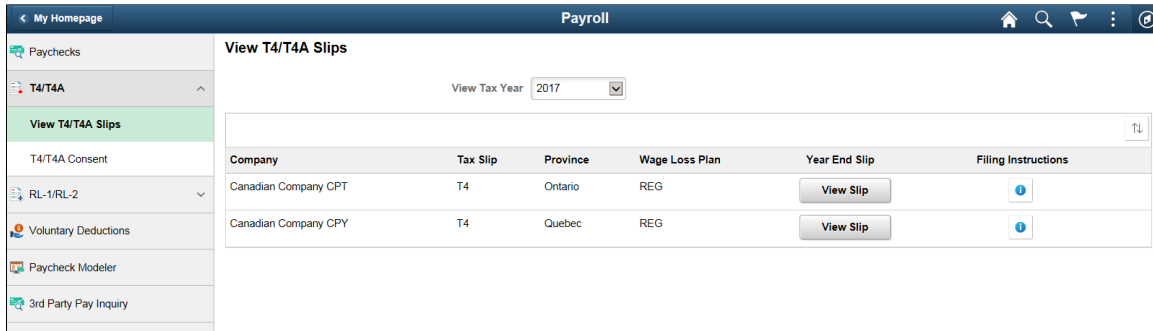 My Homepage
Payroll
Paychecks
T4/T4A
View T4/T4A Slips
T4/T4A Consent
RL-1/RL-2
Voluntary Deductions
Paycheck Modeler
3rd Party Pay Inquiry
View T4/T4A Slips
View Tax Year 2017
Company Tax Slip Province Wage Loss Plan Year End Slip Filing Instructions
Canadian Company CPT T4 Ontario REG View Slip
Canadian Company CPY T4 Quebec REG View Slip